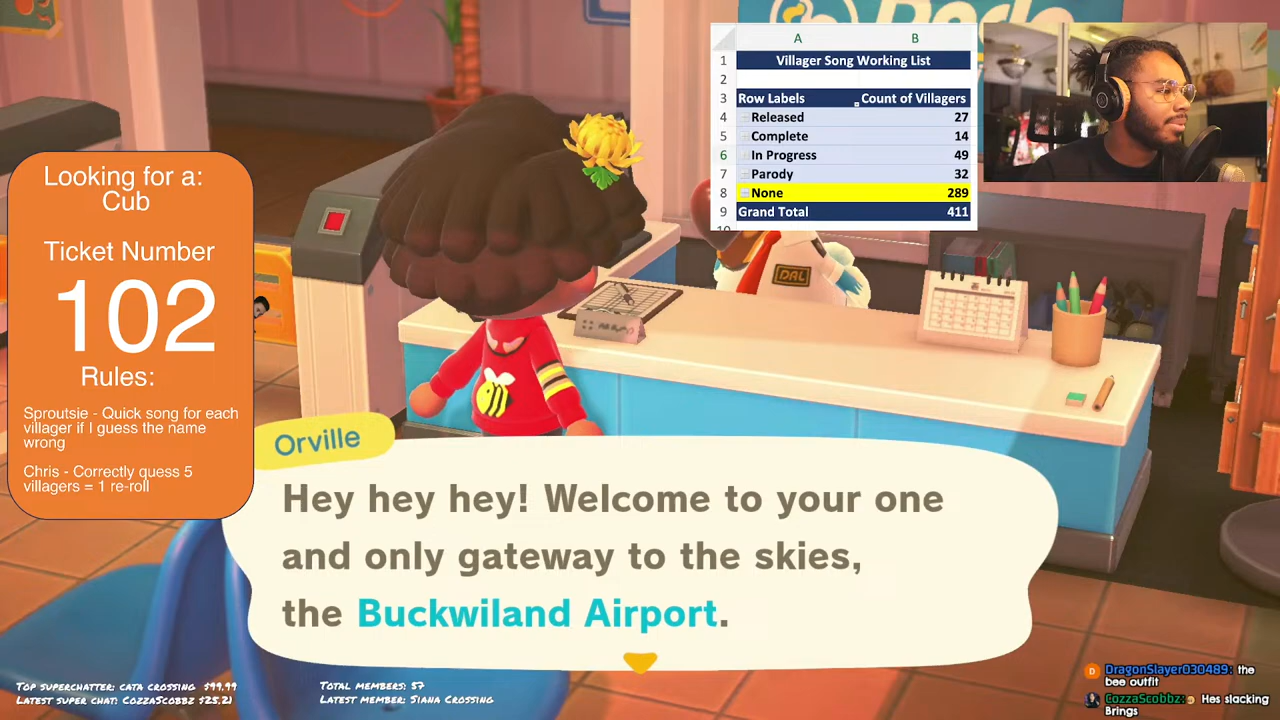 Dodo
A B
1 Villager Song Working List
2
3 Row Labels Count of Villagers
4 Released 27
5 Complete 14
6 In Progress 49
7 Parody 32
8 None 289
9 Grand Total 411
10
Looking for a:
Cub
Ticket Number
102
Rules:
Sproutsie - Quick song for each
villager if I guess the name
wrong
Chris - Correctly quess 5
villagers = 1 re-roll
DAL
Orville
Hey hey hey! Welcome to your one
and only gateway to the skies,
the Buckwiland Airport.
Top superchatter: cata crossing $99.99
Latest super chat: CozzaScobbz $25.21
Total members: 57
Latest member: Siana Crossing
DragonSlayer030489: the
bee outfit
CozzaScobbz: Hes slacking
Brings